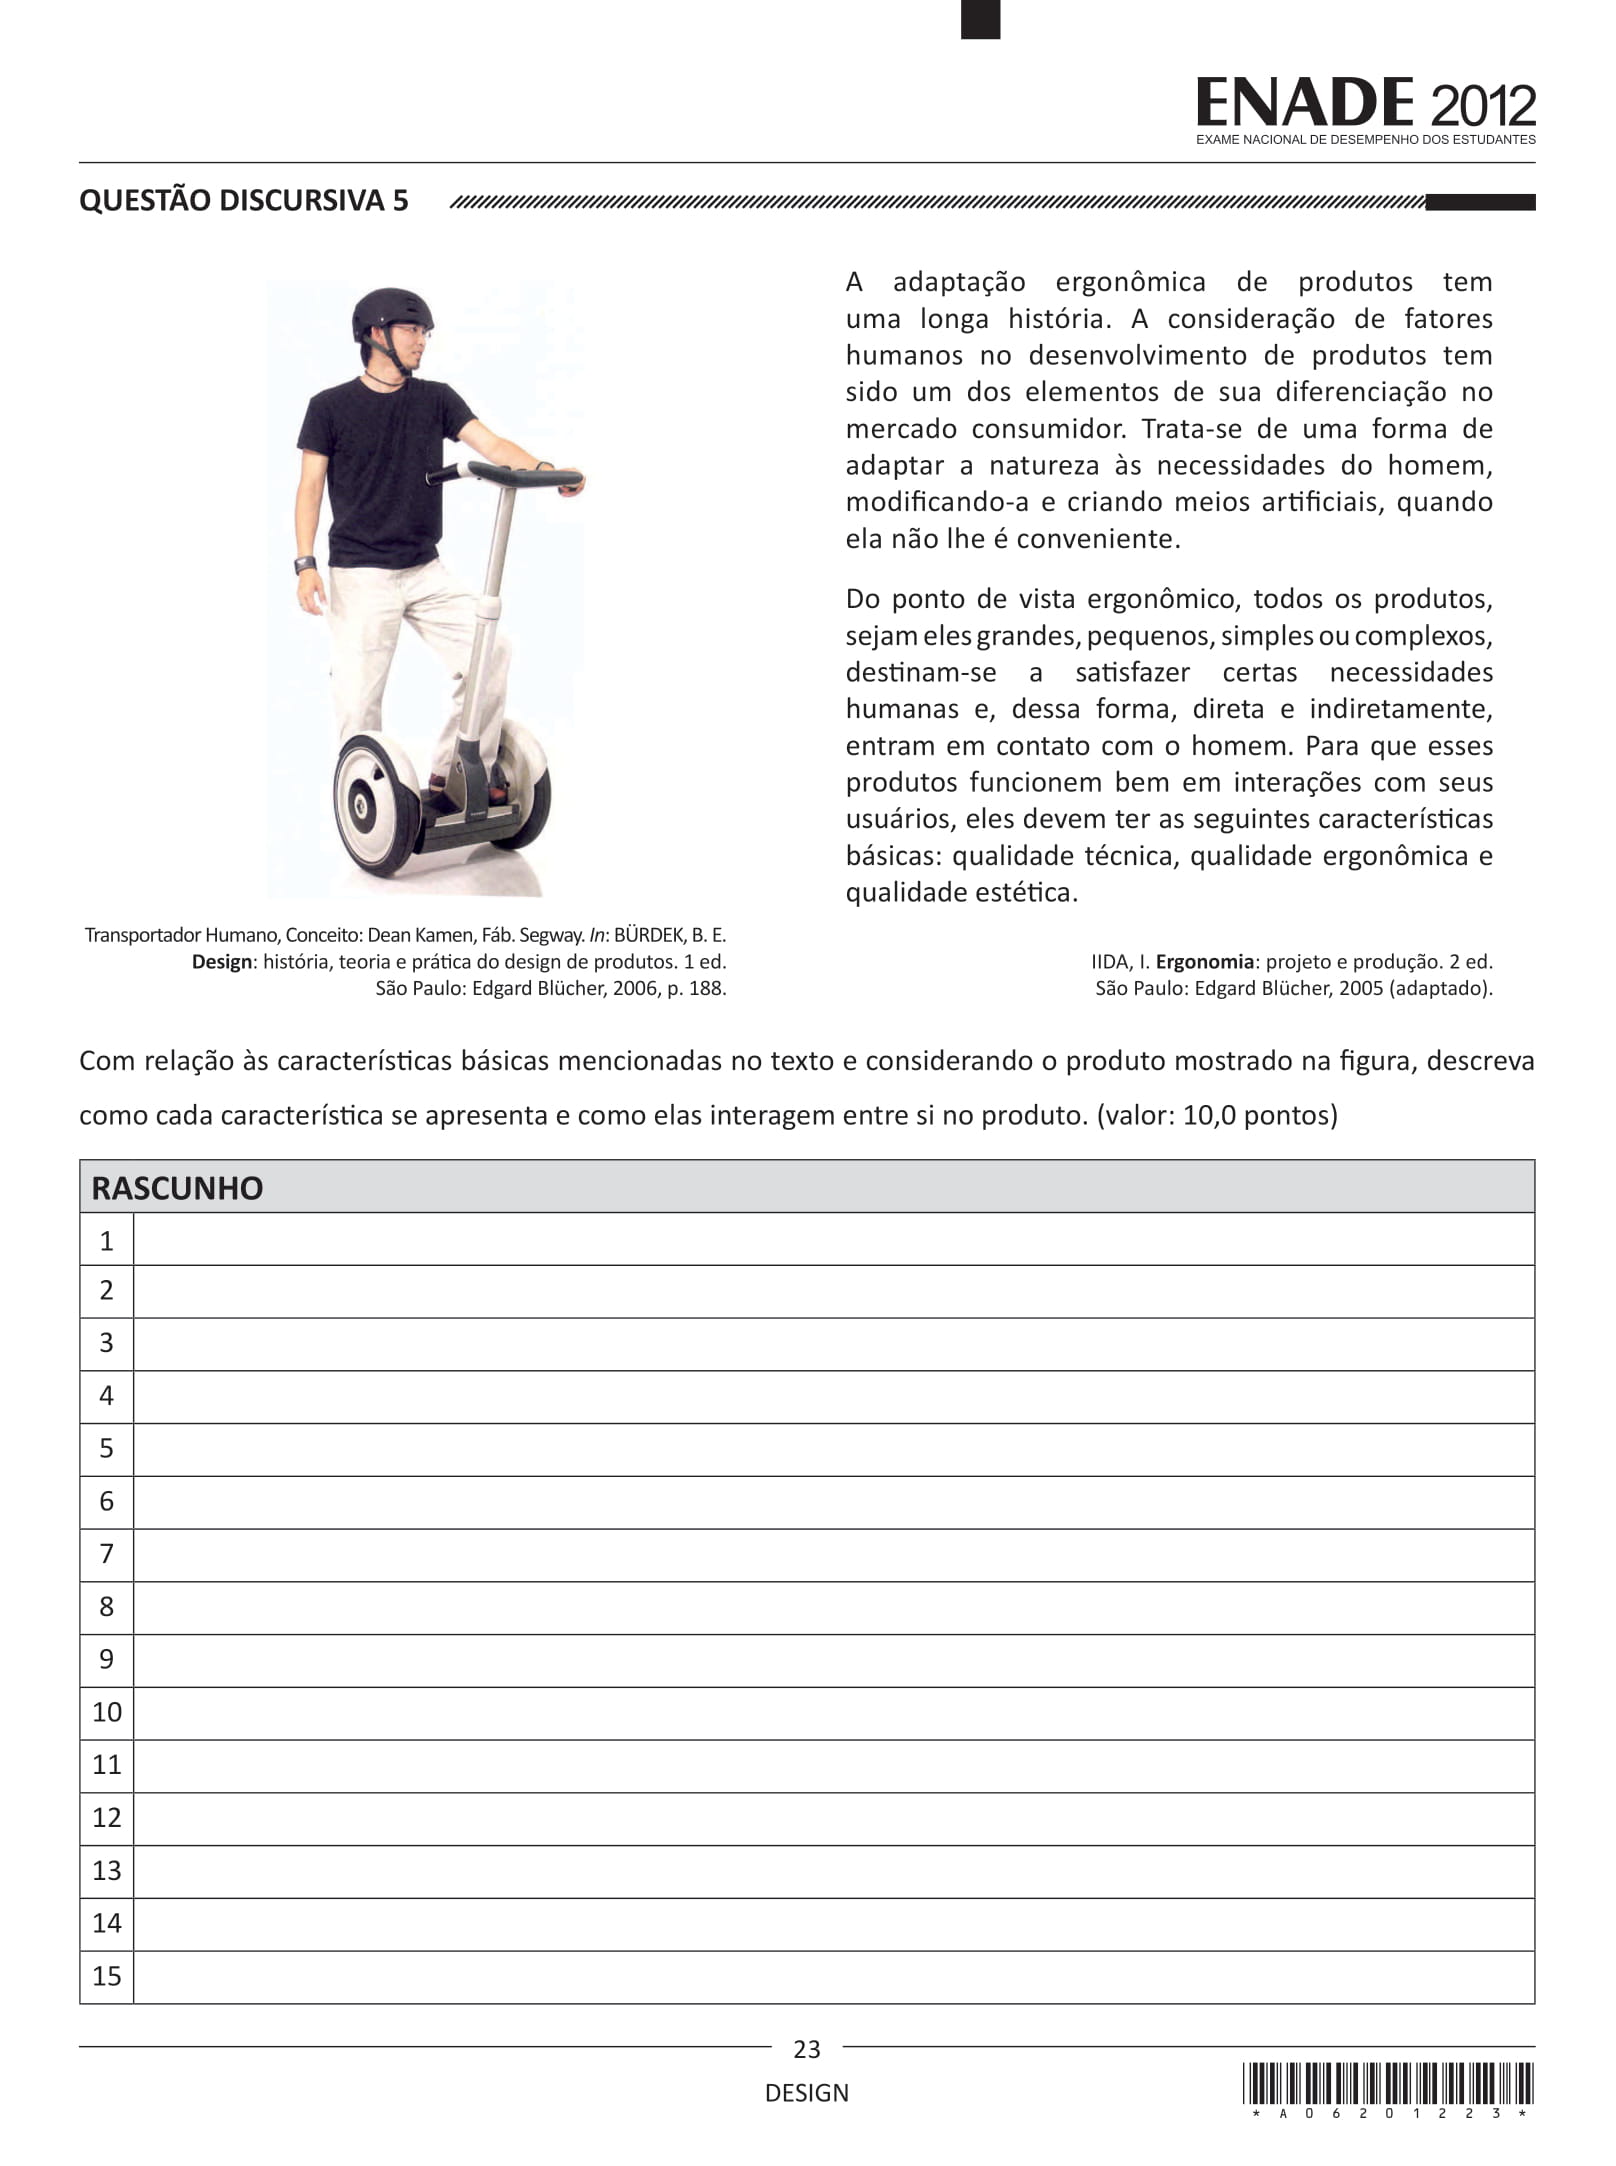 ENADE 2012
EXAME NACIONAL DE DESEMPENHO DOS ESTUDANTES
QUESTÃO DISCURSIVA 5
A adaptação ergonômica de produtos tem
uma longa história. A consideração de fatores
humanos no desenvolvimento de produtos tem
sido um dos elementos de sua diferenciação no
mercado consumidor. Trata-se de uma forma de
adaptar a natureza às necessidades do homem,
modificando-a e criando meios artificiais, quando
ela não lhe é conveniente.
Do ponto de vista ergonômico, todos os produtos,
sejam eles grandes, pequenos, simples ou complexos,
destinam-se a satisfazer certas necessidades
humanas e, dessa forma, direta e indiretamente,
entram em contato com o homem. Para que esses
produtos funcionem bem em interações com seus
usuários, eles devem ter as seguintes características
básicas: qualidade técnica, qualidade ergonômica e
qualidade estética.
Transportador Humano, Conceito: Dean Kamen, Fáb. Segway. In: BÜRDEK, B. E.
Design: história, teoria e prática do design de produtos. 1 ed.
São Paulo: Edgard Blücher, 2006, p. 188.
IIDA, I. Ergonomia: projeto e produção. 2 ed.
São Paulo: Edgard Blücher, 2005 (adaptado).
Com relação às características básicas mencionadas no texto e considerando o produto mostrado na figura, descreva
como cada característica se apresenta e como elas interagem entre si no produto. (valor: 10,0 pontos)
RASCUNHO
1
2
3
4
5
6
7
8
9
10
11
12
13
14
15
23
DESIGN
* A 0 6 2 0 1 2 2 3 *